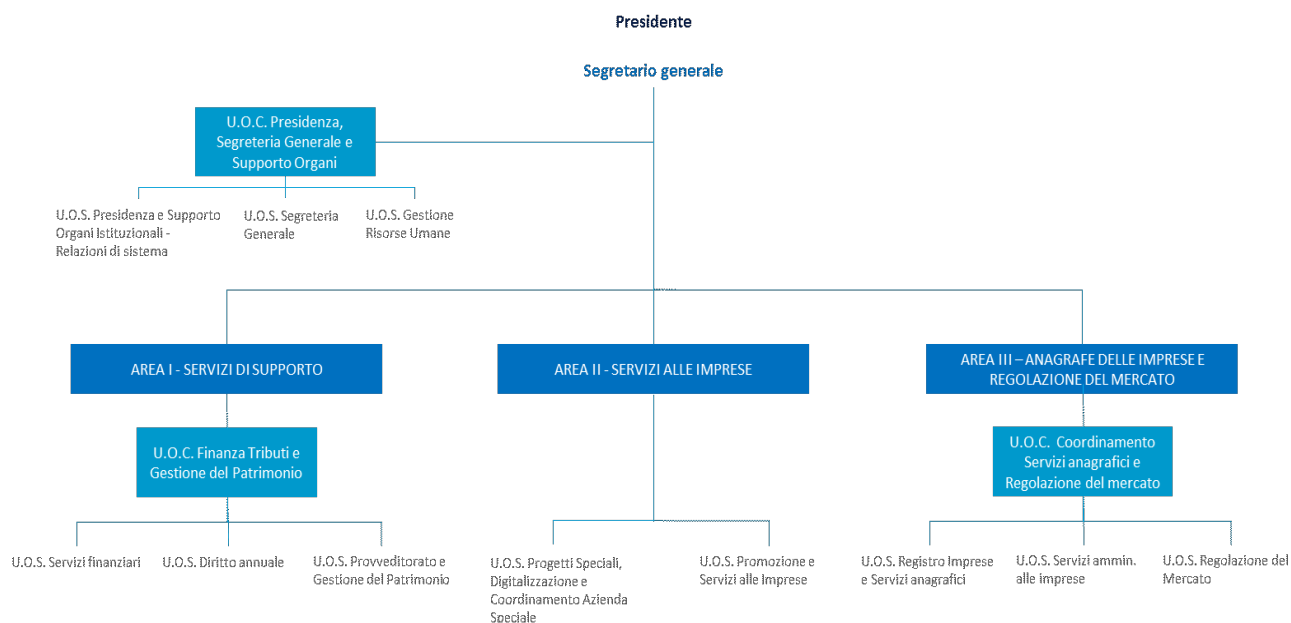 Presidente
Segretario generale
U.O.C. Presidenza,
Segreteria Generale e
Supporto Organi
U.O.S. Presidenza e Supporto
Organi Istituzionali -
Relazioni di sistema
U.O.S. Segreteria
Generale
U.O.S. Gestione
Risorse Umane
AREA I - SERVIZI DI SUPPORTO
AREA II - SERVIZI ALLE IMPRESE
AREA III – ANAGRAFE DELLE IMPRESE E
REGOLAZIONE DEL MERCATO
U.O.C. Finanza Tributi e
Gestione del Patrimonio
U.O.C. Coordinamento
Servizi anagrafici e
Regolazione del mercato
U.O.S. Servizi finanziari
U.O.S. Diritto annuale
U.O.S. Provveditorato e
Gestione del Patrimonio
U.O.S. Progetti Speciali,
Digitalizzazione e
Coordinamento Azienda
Speciale
U.O.S. Promozione e
Servizi alle Imprese
U.O.S. Registro Imprese
e Servizi anagrafici
U.O.S. Servizi ammin.
alle Imprese
U.O.S. Regolazione del
Mercato